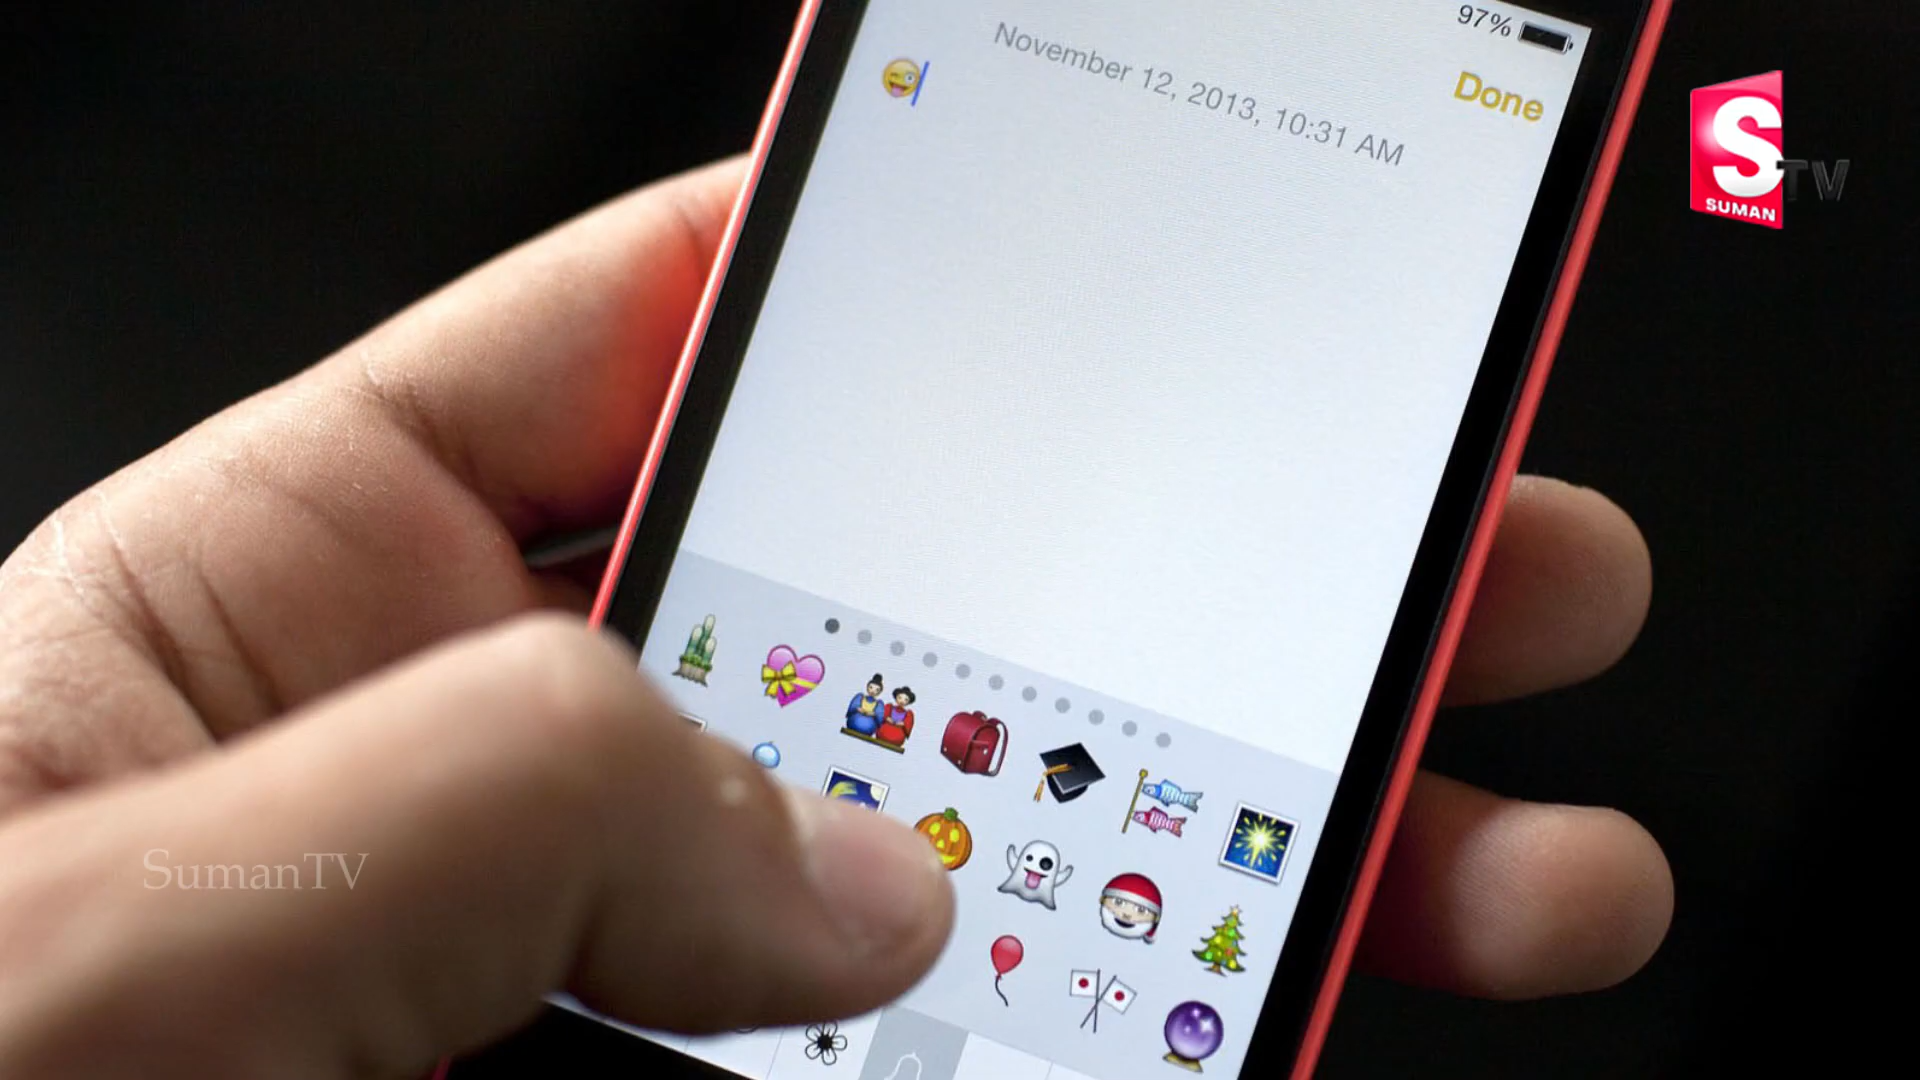 97%
November 12, 2013, 10:31 AM
Done
S
TV
SUMAN
SumanTV